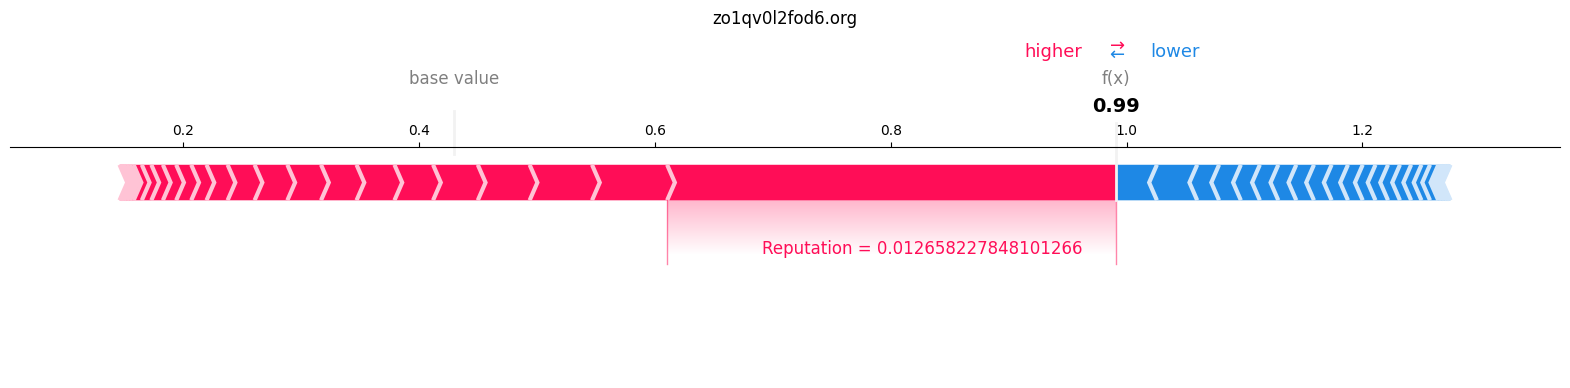 zo1qv0l2fod6.org
higher ⇄ lower
base value f(x)
0.99
0.2 0.4 0.6 0.8 1.0 1.2
Reputation = 0.012658227848101266